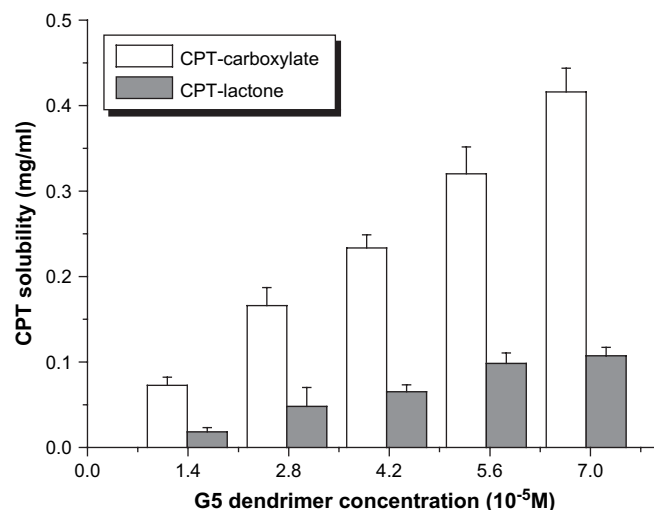 0.5
0.4
0.3
0.2
0.1
0.0
CPT solubility (mg/ml)
CPT-carboxylate
CPT-lactone
0.0 1.4 2.8 4.2 5.6 7.0
G5 dendrimer concentration (10⁻⁵M)